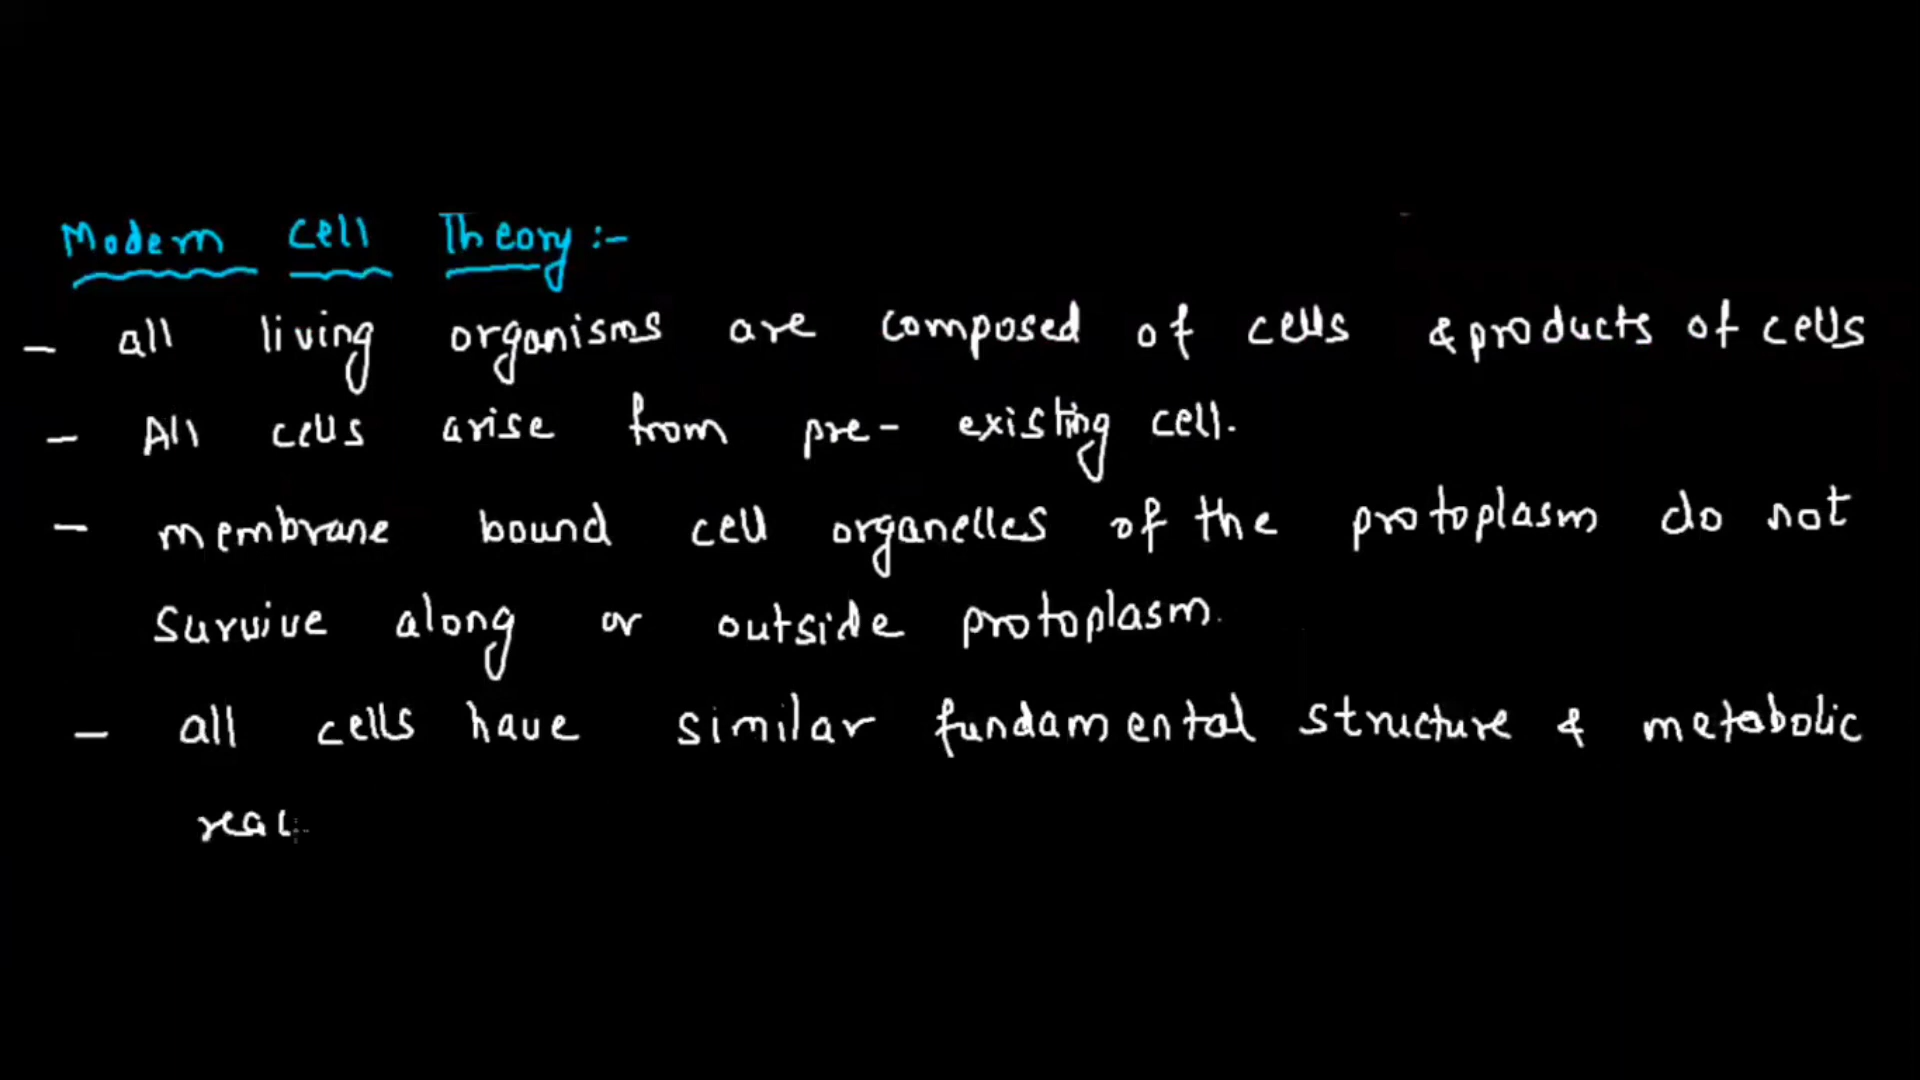 Modern cell Theory :-
- all living organisms are composed of cells & products of cells
- All cells arise from pre-existing cell.
- membrane bound cell organelles of the protoplasm do not
survive along or outside protoplasm.
- all cells have similar fundamental structure & metabolic
reac